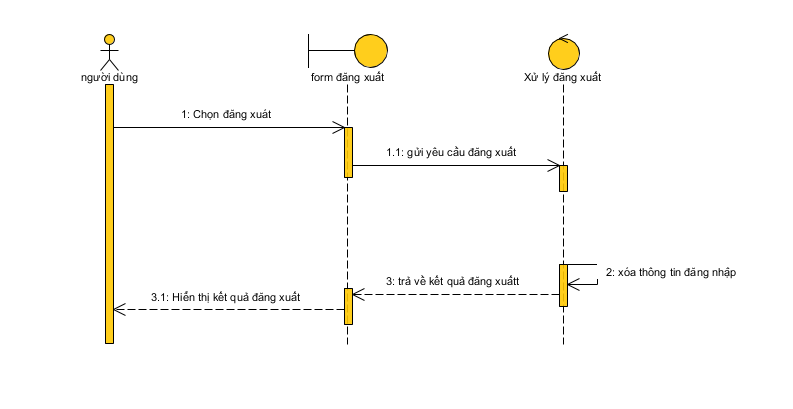 người dùng
form đăng xuất
Xử lý đăng xuất
1: Chọn đăng xuát
1.1: gửi yêu cầu đăng xuất
2: xóa thông tin đăng nhập
3: trả về kết quả đăng xuấtt
3.1: Hiển thị kết quả đăng xuất